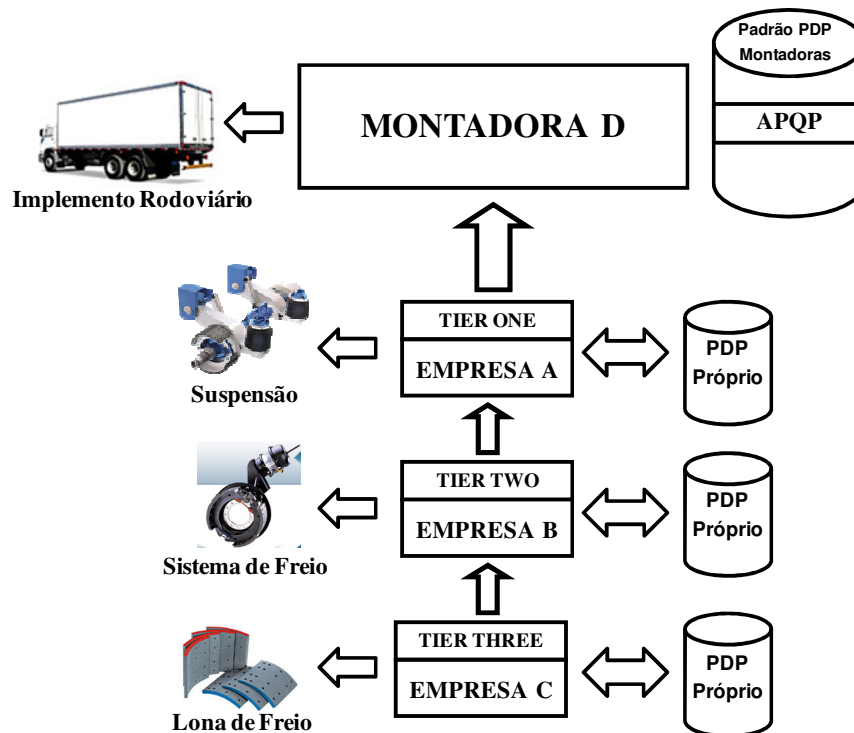 Padrão PDP
Montadoras
APQP
MONTADORA D
Implemento Rodoviário
TIER ONE
EMPRESA A
PDP
Próprio
Suspensão
TIER TWO
EMPRESA B
PDP
Próprio
Sistema de Freio
TIER THREE
EMPRESA C
PDP
Próprio
Lona de Freio